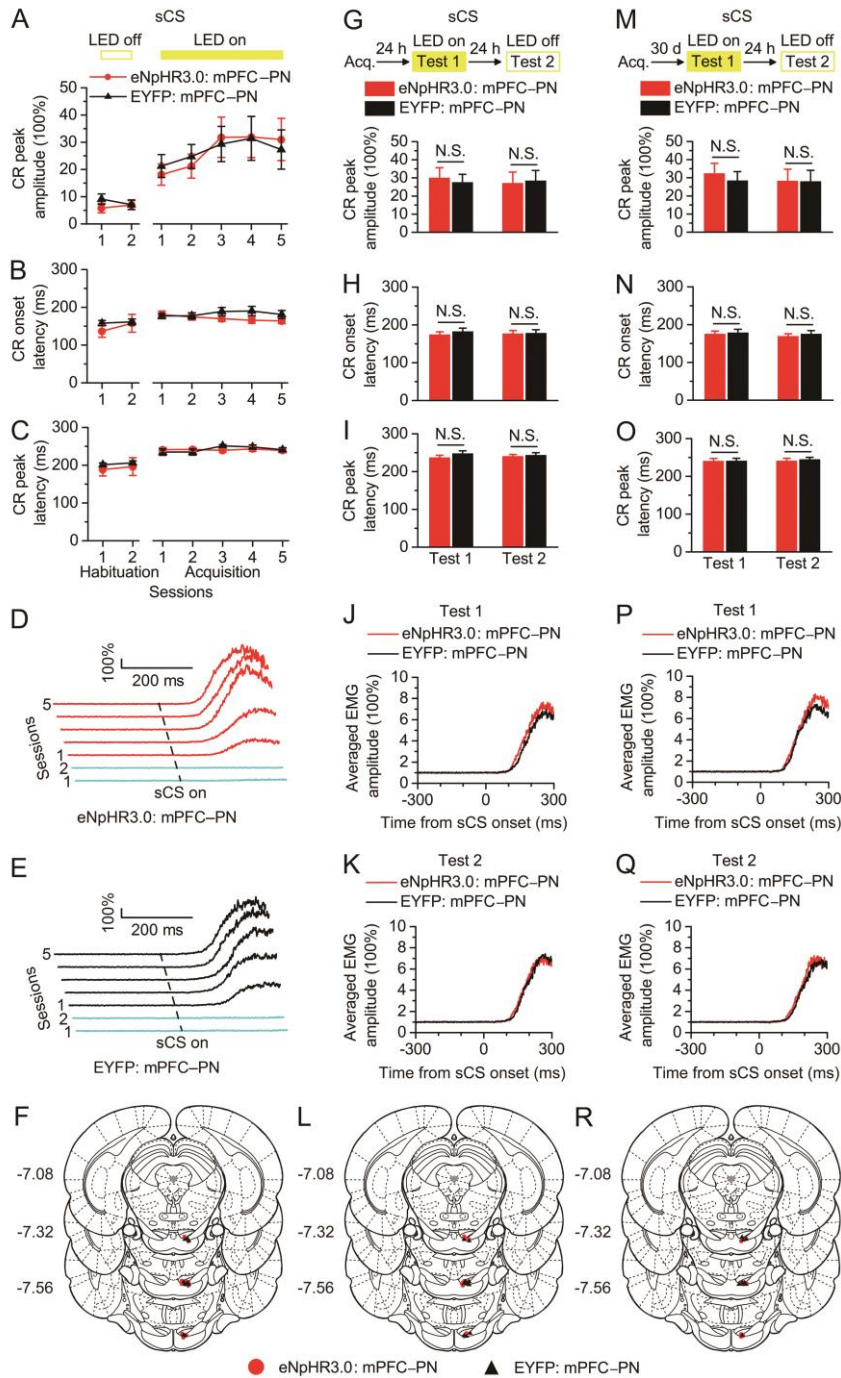 A
sCS
LED off
LED on
eNpHR3.0: mPFC–PN
EYFP: mPFC–PN
CR peak
amplitude (100%)
50
40
30
20
10
0
1 2 1 2 3 4 5
B
CR onset
latency (ms)
300
200
100
0
1 2 1 2 3 4 5
C
CR peak
latency (ms)
300
200
100
0
1 2 1 2 3 4 5
Habituation Acquisition
Sessions
D
100%
200 ms
Sessions
5
1
2
1
sCS on
eNpHR3.0: mPFC–PN
E
100%
200 ms
Sessions
5
1
2
1
sCS on
EYFP: mPFC–PN
F
-7.08
-7.32
-7.56
G
sCS
LED on LED off
Acq. 24 h Test 1 24 h Test 2
eNpHR3.0: mPFC–PN
EYFP: mPFC–PN
CR peak
amplitude (100%)
50
40
30
20
10
0
N.S. N.S.
H
CR onset
latency (ms)
300
200
100
0
N.S. N.S.
I
CR peak
latency (ms)
300
200
100
0
N.S. N.S.
Test 1 Test 2
J
Test 1
eNpHR3.0: mPFC–PN
EYFP: mPFC–PN
Averaged EMG
amplitude (100%)
10
8
6
4
2
0
-300 0 300
Time from sCS onset (ms)
K
Test 2
eNpHR3.0: mPFC–PN
EYFP: mPFC–PN
Averaged EMG
amplitude (100%)
10
8
6
4
2
0
-300 0 300
Time from sCS onset (ms)
L
-7.08
-7.32
-7.56
M
sCS
LED on LED off
Acq. 30 d Test 1 24 h Test 2
eNpHR3.0: mPFC–PN
EYFP: mPFC–PN
CR peak
amplitude (100%)
50
40
30
20
10
0
N.S. N.S.
N
CR onset
latency (ms)
300
200
100
0
N.S. N.S.
O
CR peak
latency (ms)
300
200
100
0
N.S. N.S.
Test 1 Test 2
P
Test 1
eNpHR3.0: mPFC–PN
EYFP: mPFC–PN
Averaged EMG
amplitude (100%)
10
8
6
4
2
0
-300 0 300
Time from sCS onset (ms)
Q
Test 2
eNpHR3.0: mPFC–PN
EYFP: mPFC–PN
Averaged EMG
amplitude (100%)
10
8
6
4
2
0
-300 0 300
Time from sCS onset (ms)
R
-7.08
-7.32
-7.56
eNpHR3.0: mPFC–PN EYFP: mPFC–PN